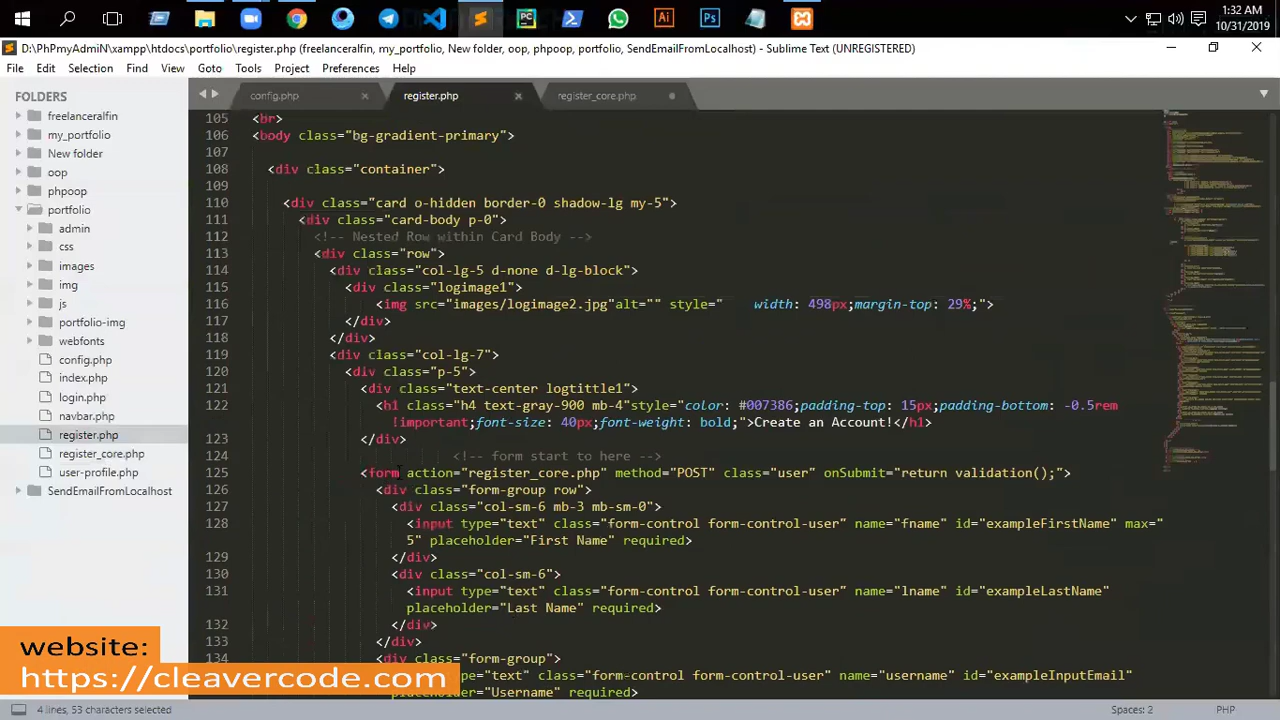 1:32 AM
10/31/2019
D:\PhPmyAdmiN\xampp\htdocs\portfolio\register.php (freelanceralfin, my_portfolio, New folder, oop, phpoop, portfolio, SendEmailFromLocalhost) - Sublime Text (UNREGISTERED)
File Edit Selection Find View Goto Tools Project Preferences Help
FOLDERS
freelanceralfin
my_portfolio
New folder
oop
phpoop
portfolio
admin
css
images
img
js
portfolio-img
webfonts
config.php
index.php
login.php
navbar.php
register.php
register_core.php
user-profile.php
SendEmailFromLocalhost
config.php register.php register_core.php
105 <br>
106 <body class="bg-gradient-primary">
107
108 <div class="container">
109
110 <div class="card o-hidden border-0 shadow-lg my-5">
111 <div class="card-body p-0">
112 <!-- Nested Row within Card Body -->
113 <div class="row">
114 <div class="col-lg-5 d-none d-lg-block">
115 <div class="logimage1">
116 <img src="images/logimage2.jpg"alt="" style=" width: 498px;margin-top: 29%;">
117 </div>
118 </div>
119 <div class="col-lg-7">
120 <div class="p-5">
121 <div class="text-center logtittle1">
122 <h1 class="h4 text-gray-900 mb-4"style="color: #007386;padding-top: 15px;padding-bottom: -0.5rem
!important;font-size: 40px;font-weight: bold;">Create an Account!</h1>
123 </div>
124 <!-- form start to here -->
125 <form action="register_core.php" method="POST" class="user" onSubmit="return validation();">
126 <div class="form-group row">
127 <div class="col-sm-6 mb-3 mb-sm-0">
128 <input type="text" class="form-control form-control-user" name="fname" id="exampleFirstName" max="
5" placeholder="First Name" required>
129 </div>
130 <div class="col-sm-6">
131 <input type="text" class="form-control form-control-user" name="lname" id="exampleLastName"
placeholder="Last Name" required>
132 </div>
133 </div>
134 <div class="form-group">
type="text" class="form-control form-control-user" name="username" id="exampleInputEmail"
placeholder="Username" required>
website:
https://cleavercode.com
4 lines, 53 characters selected
Spaces: 2
PHP